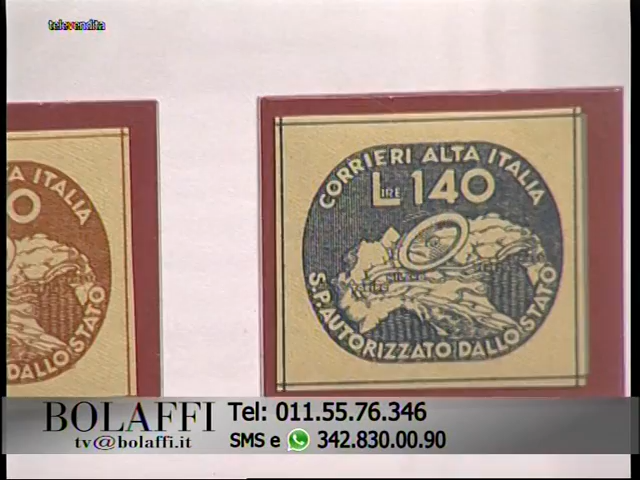 televendita
A ITALIA
0
DALLO STATO
CORRIERI ALTA ITALIA
LIRE 140
S.P. AUTORIZZATO DALLO STATO
BOLAFFI
tv@bolaffi.it
Tel: 011.55.76.346
SMS e 342.830.00.90